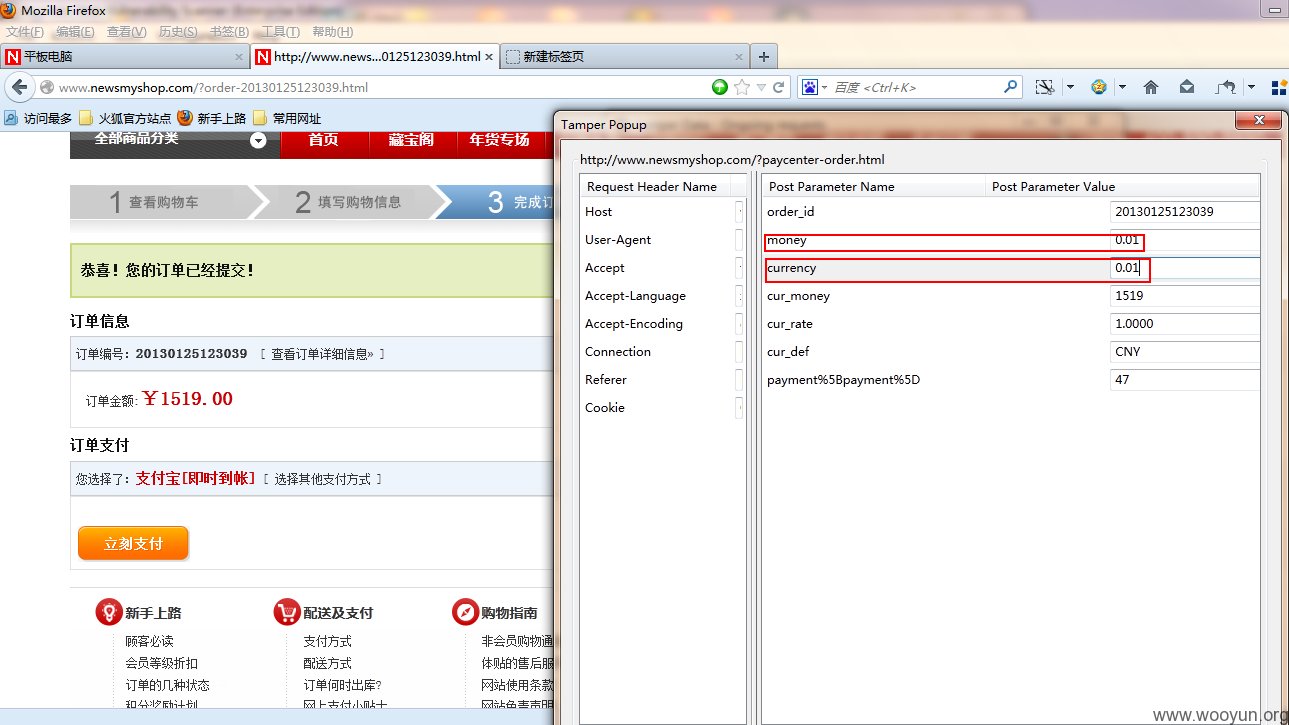 Mozilla Firefox
文件(F) 编辑(E) 查看(V) 历史(S) 书签(B) 工具(T) 帮助(H)
平板电脑 × http://www.news...0125123039.html × 新建标签页 × +
www.newsmyshop.com/?order-20130125123039.html 百度 <Ctrl+K>
访问最多 火狐官方站点 新手上路 常用网址
全部商品分类 首页 藏宝阁 年货专场
1 查看购物车 2 填写购物信息 3 完成订
恭喜！您的订单已经提交！
订单信息
订单编号：20130125123039 [ 查看订单详细信息» ]
订单金额: ￥1519.00
订单支付
您选择了：支付宝[即时到帐] [ 选择其他支付方式 ]
立刻支付
新手上路 配送及支付 购物指南
顾客必读 支付方式 非会员购物通
会员等级折扣 配送方式 体贴的售后服
订单的几种状态 订单何时出库? 网站使用条款
积分奖励计划 网上支付小贴士 网站免责声明
Tamper Popup
http://www.newsmyshop.com/?paycenter-order.html
Request Header Name Post Parameter Name Post Parameter Value
Host order_id 20130125123039
User-Agent money 0.01
Accept currency 0.01
Accept-Language cur_money 1519
Accept-Encoding cur_rate 1.0000
Connection cur_def CNY
Referer payment%5Bpayment%5D 47
Cookie
www.wooyun.org